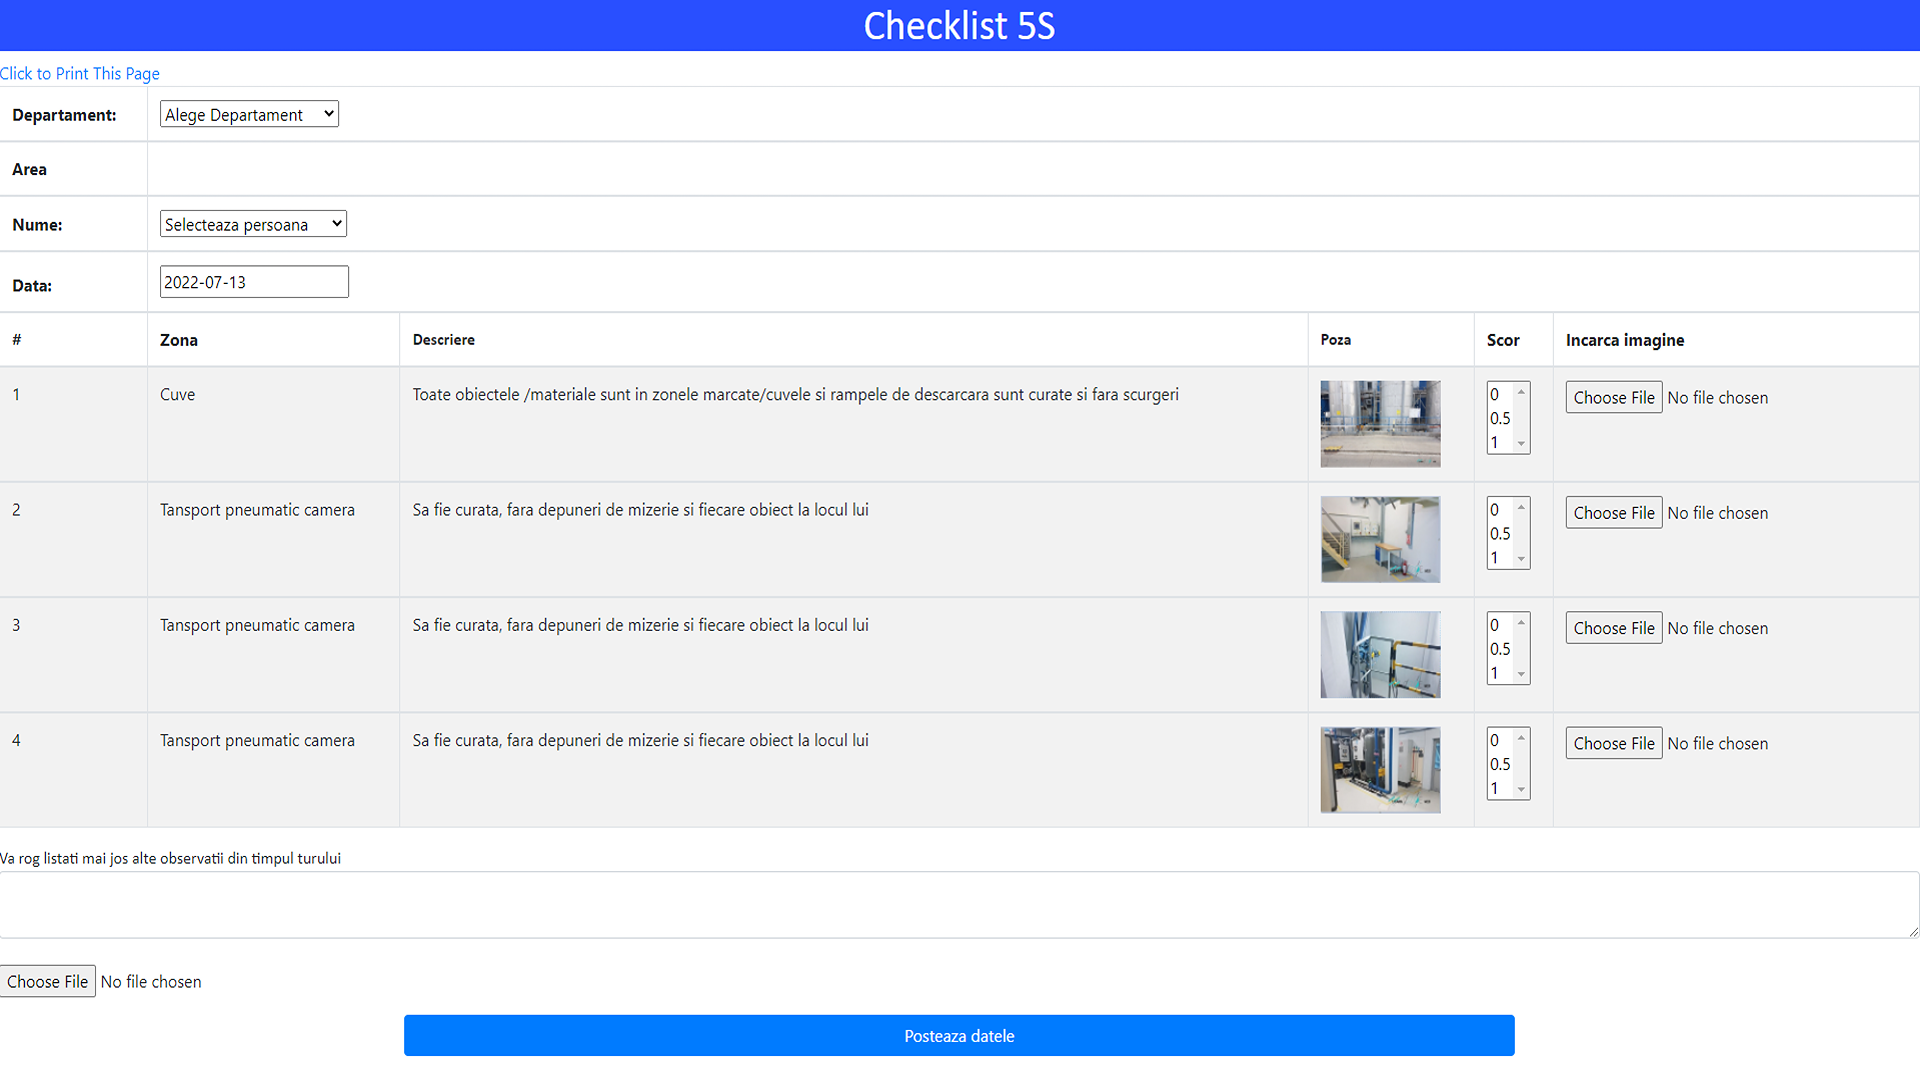 Checklist 5S
Click to Print This Page
Departament: Alege Departament
Area
Nume: Selecteaza persoana
Data: 2022-07-13
# Zona Descriere Poza Scor Incarca imagine
1 Cuve Toate obiectele /materiale sunt in zonele marcate/cuvele si rampele de descarcara sunt curate si fara scurgeri 0 Choose File No file chosen
0.5
1
2 Tansport pneumatic camera Sa fie curata, fara depuneri de mizerie si fiecare obiect la locul lui 0 Choose File No file chosen
0.5
1
3 Tansport pneumatic camera Sa fie curata, fara depuneri de mizerie si fiecare obiect la locul lui 0 Choose File No file chosen
0.5
1
4 Tansport pneumatic camera Sa fie curata, fara depuneri de mizerie si fiecare obiect la locul lui 0 Choose File No file chosen
0.5
1
Va rog listati mai jos alte observatii din timpul turului
Choose File No file chosen
Posteaza datele